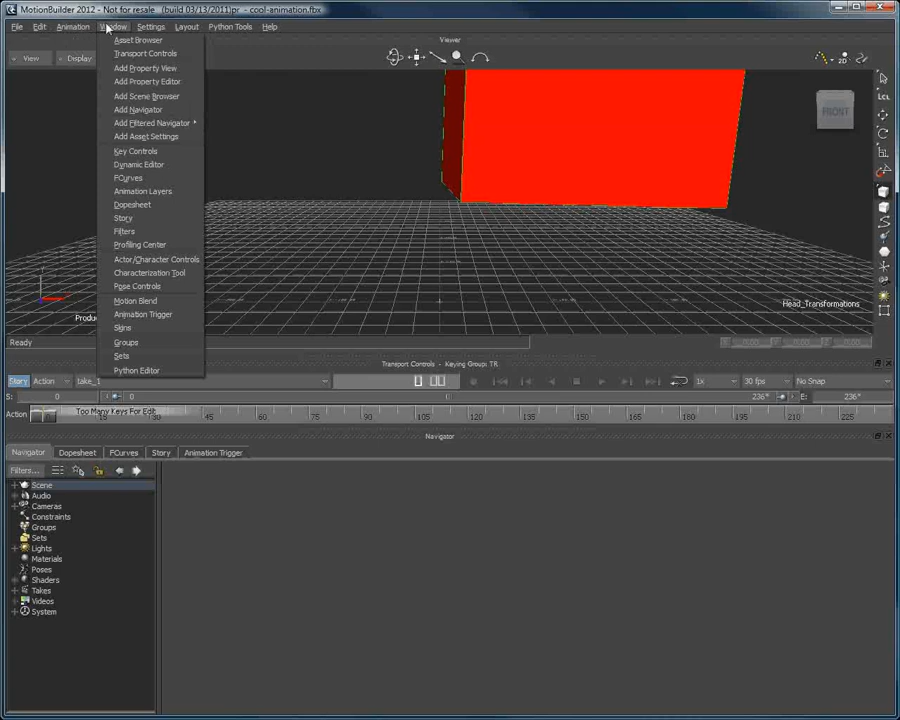 MotionBuilder 2012 - Not for resale  (build 03/13/2011)pr - cool-animation.fbx
File Edit Animation Window Settings Layout Python Tools Help
Viewer
View Display 2D
Asset Browser
Transport Controls
Add Property View
Add Property Editor
Add Scene Browser
Add Navigator
Add Filtered Navigator
Add Asset Settings
Key Controls
Dynamic Editor
FCurves
Animation Layers
Dopesheet
Story
Filters
Profiling Center
Actor/Character Controls
Characterization Tool
Pose Controls
Motion Blend
Animation Trigger
Skins
Groups
Sets
Python Editor
FRONT
LCL
Y
Head_Transformations
Produ
Ready
Transport Controls - Keying Group: TR
Story Action take_1 1x 30 fps No Snap
S: 0 0 236* E: 236*
Action Too Many Keys For Edit
15 30 45 60 75 90 105 120 135 150 165 180 195 210 225
Navigator
Navigator Dopesheet FCurves Story Animation Trigger
Filters...
Scene
Audio
Cameras
Constraints
Groups
Sets
Lights
Materials
Poses
Shaders
Takes
Videos
System